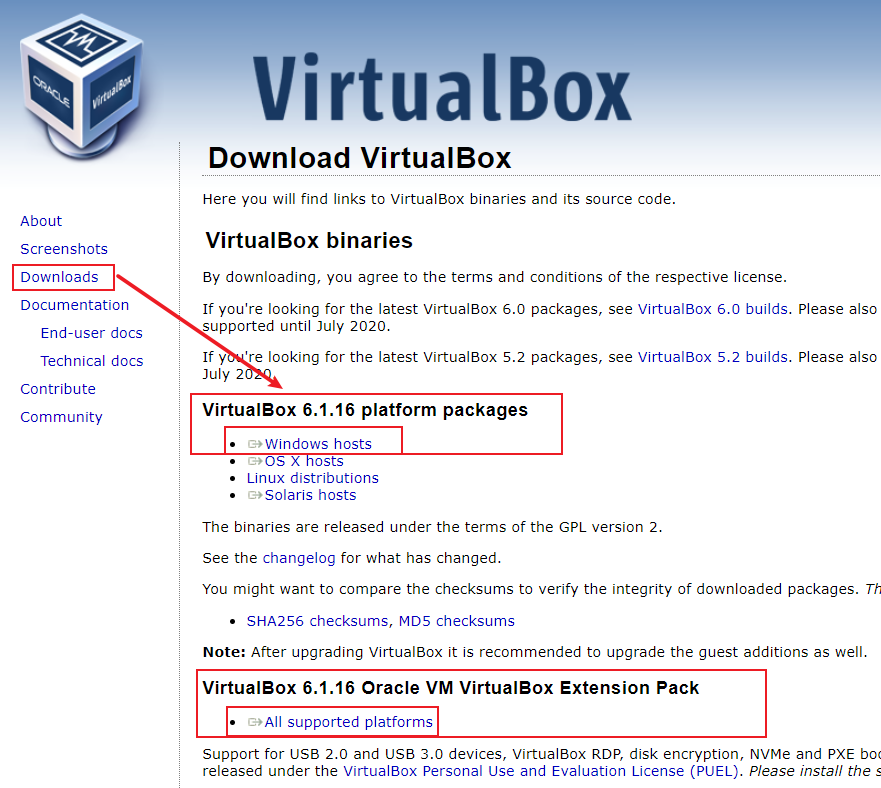 ORACLE
VirtualBox
VirtualBox
Download VirtualBox
Here you will find links to VirtualBox binaries and its source code.
About
Screenshots
Downloads
Documentation
End-user docs
Technical docs
Contribute
Community
VirtualBox binaries
By downloading, you agree to the terms and conditions of the respective license.
If you're looking for the latest VirtualBox 6.0 packages, see VirtualBox 6.0 builds. Please also
supported until July 2020.
If you're looking for the latest VirtualBox 5.2 packages, see VirtualBox 5.2 builds. Please also
July 2020.
VirtualBox 6.1.16 platform packages
Windows hosts
OS X hosts
Linux distributions
Solaris hosts
The binaries are released under the terms of the GPL version 2.
See the changelog for what has changed.
You might want to compare the checksums to verify the integrity of downloaded packages. Th
SHA256 checksums, MD5 checksums
Note: After upgrading VirtualBox it is recommended to upgrade the guest additions as well.
VirtualBox 6.1.16 Oracle VM VirtualBox Extension Pack
All supported platforms
Support for USB 2.0 and USB 3.0 devices, VirtualBox RDP, disk encryption, NVMe and PXE boo
released under the VirtualBox Personal Use and Evaluation License (PUEL). Please install the s